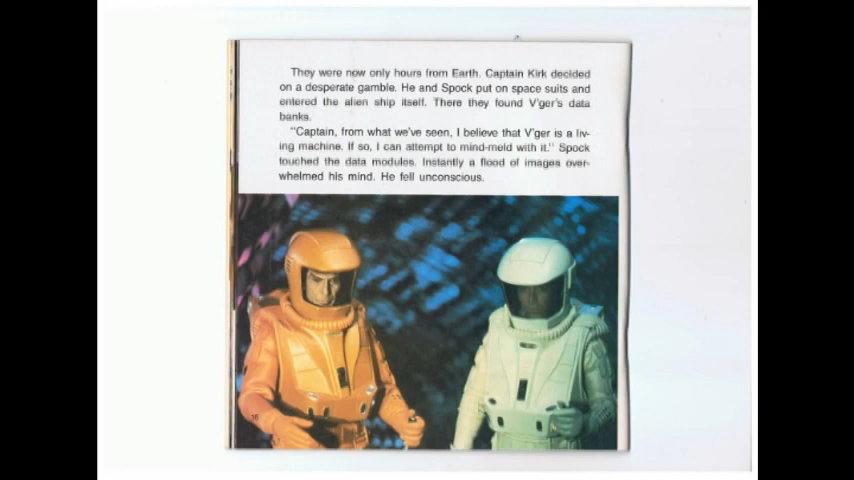 They were now only hours from Earth. Captain Kirk decided
on a desperate gamble. He and Spock put on space suits and
entered the alien ship itself. There they found V'ger's data
banks.
"Captain, from what we've seen, I believe that V'ger is a liv-
ing machine. If so, I can attempt to mind-meld with it." Spock
touched the data modules. Instantly a flood of images over-
whelmed his mind. He fell unconscious.
16